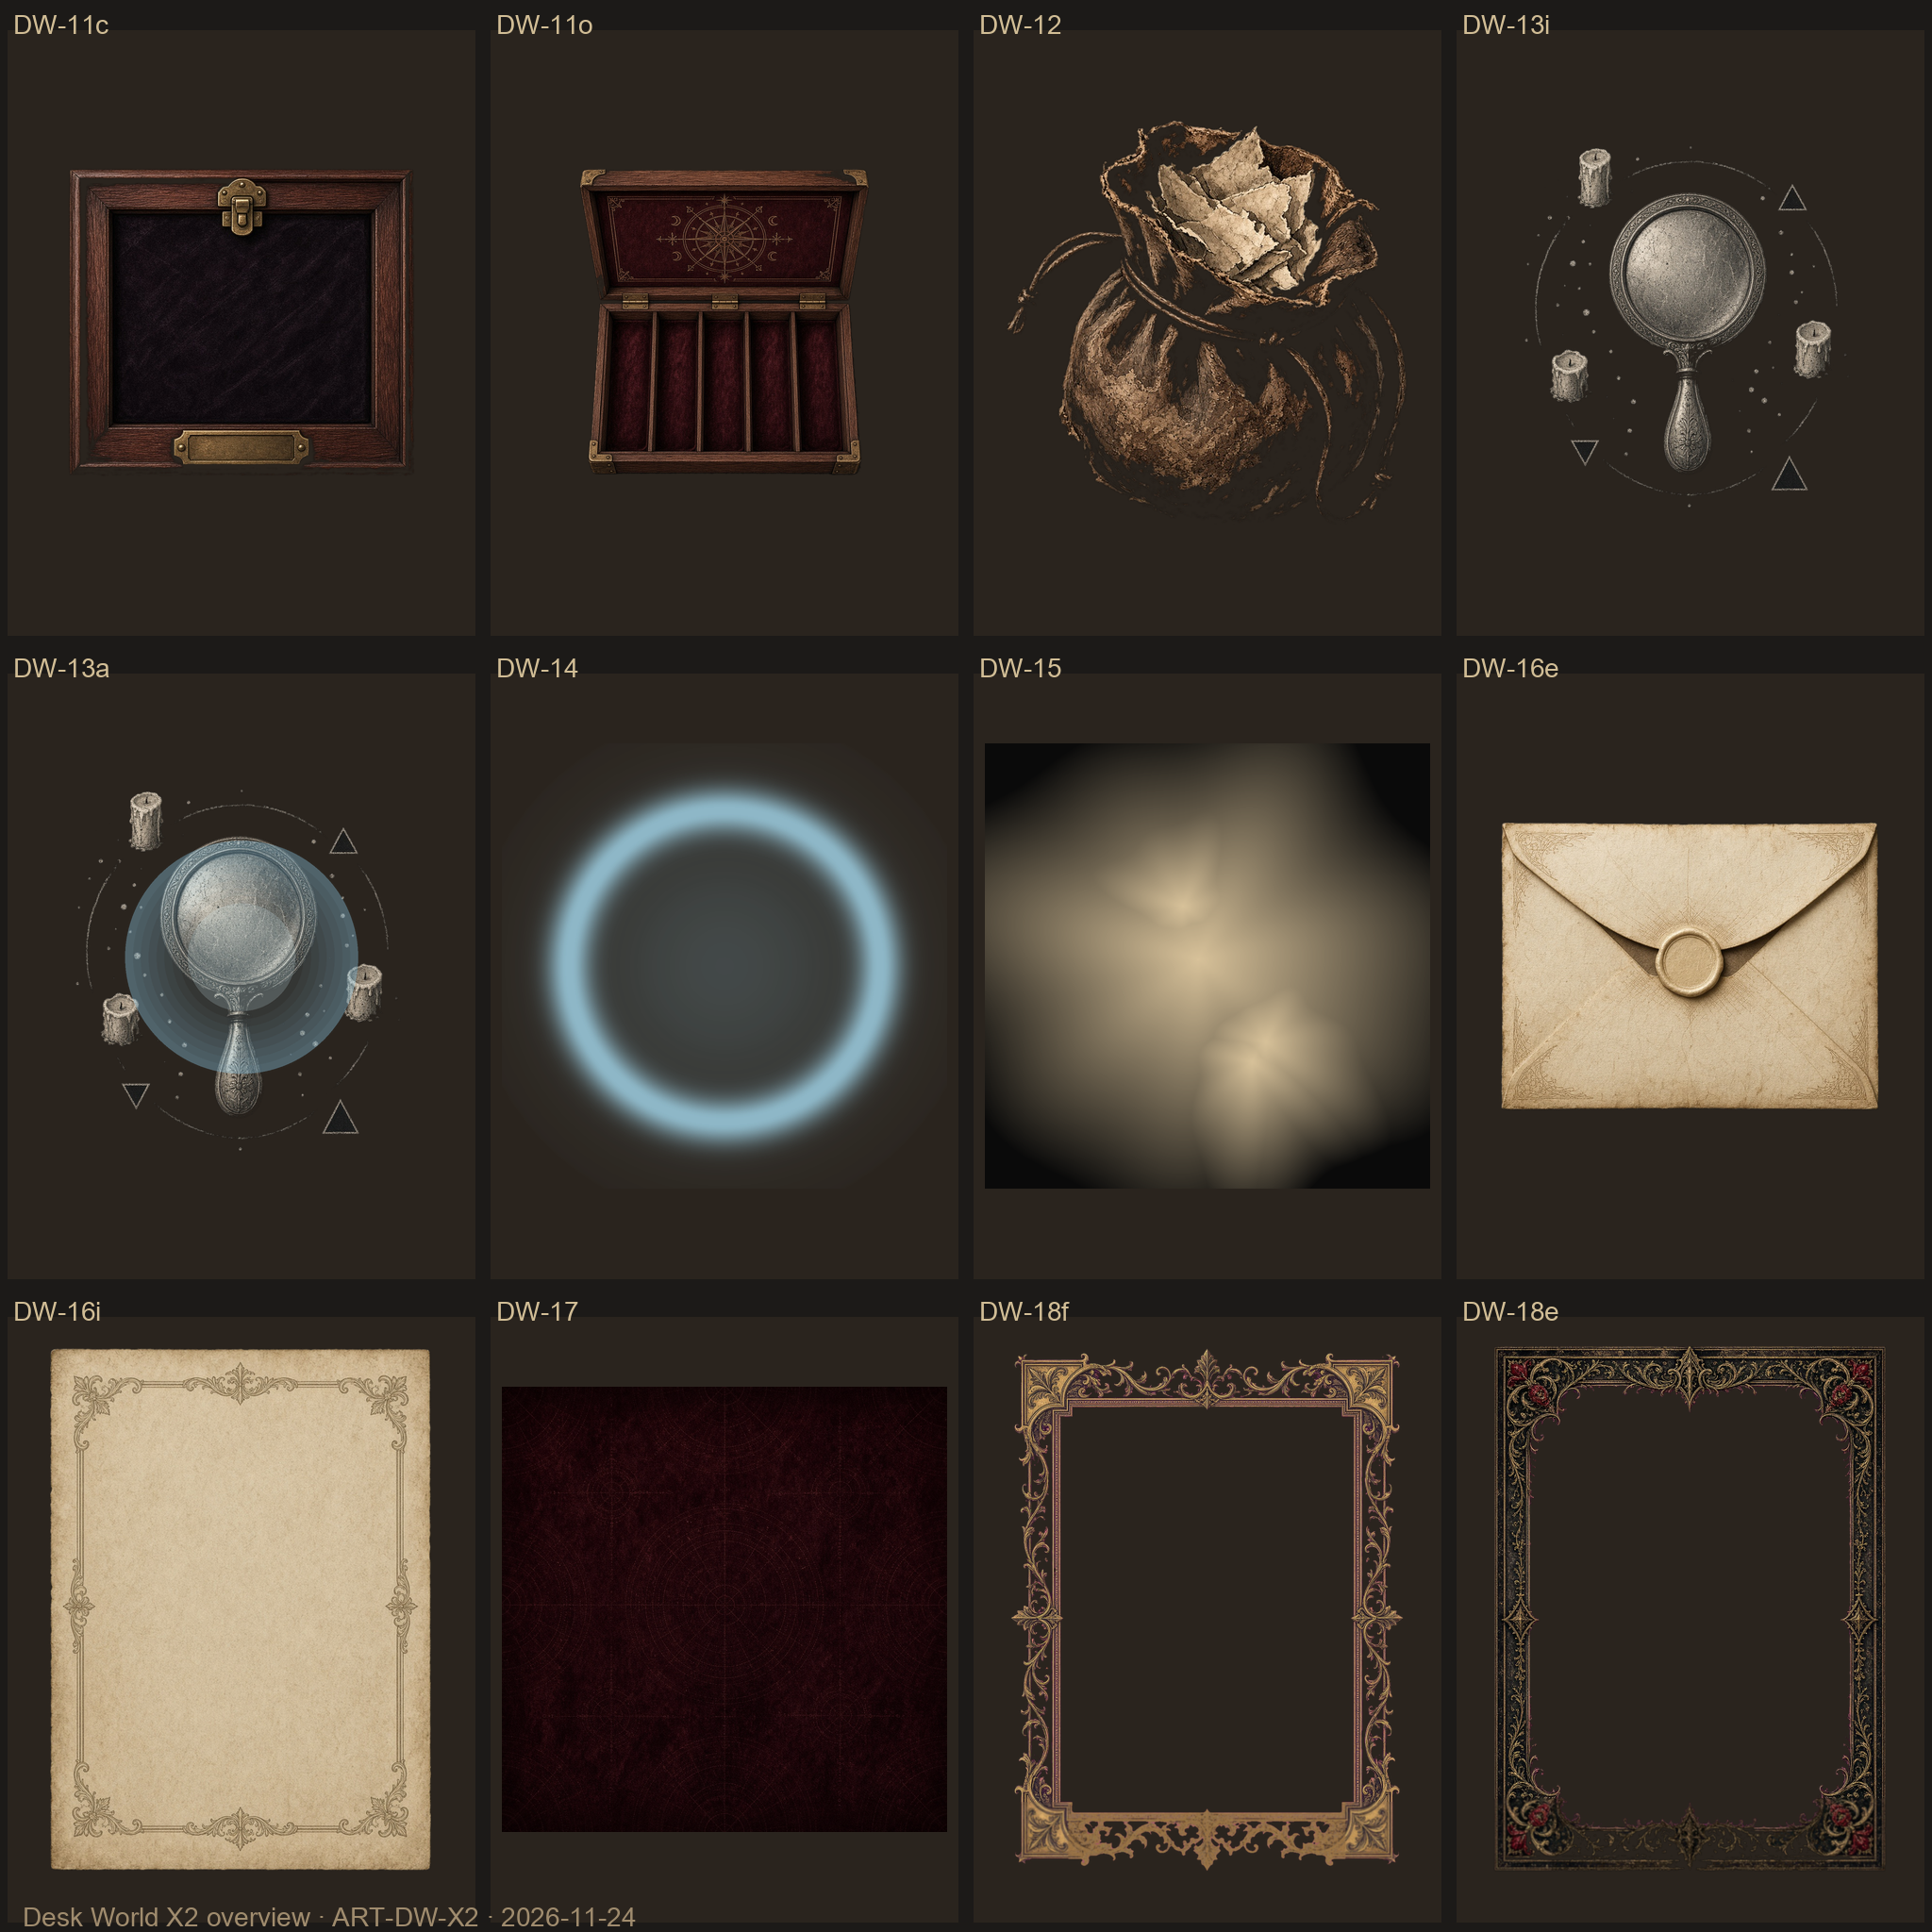 DW-11c
DW-11o
DW-12
DW-13i
DW-13a
DW-14
DW-15
DW-16e
DW-16i
DW-17
DW-18f
DW-18e
Desk World X2 overview · ART-DW-X2 · 2026-11-24